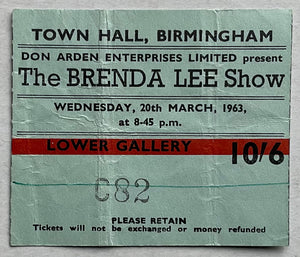 TOWN HALL, BIRMINGHAM
DON ARDEN ENTERPRISES LIMITED present
The BRENDA LEE Show
WEDNESDAY, 20th MARCH, 1963,
at 8-45 p.m.
LOWER GALLERY 10/6
C82
PLEASE RETAIN
Tickets will not be exchanged or money refunded